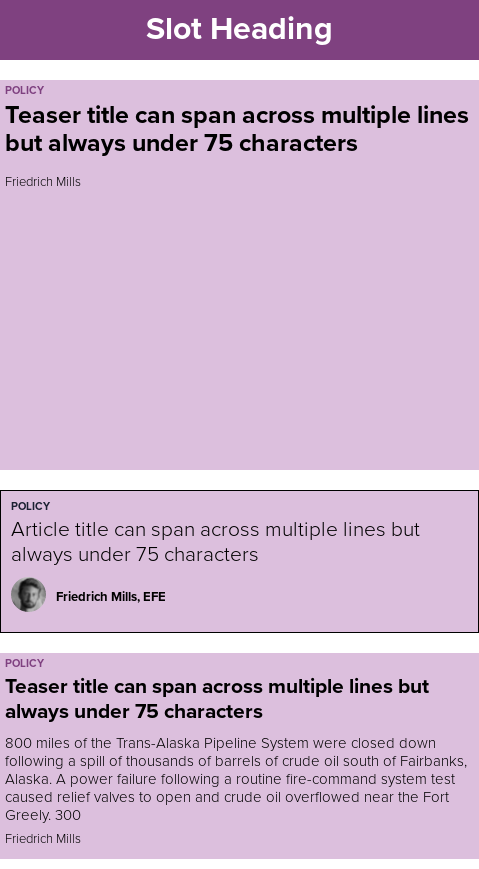 Slot Heading
POLICY
Teaser title can span across multiple lines
but always under 75 characters
Friedrich Mills
POLICY
Article title can span across multiple lines but
always under 75 characters
Friedrich Mills, EFE
POLICY
Teaser title can span across multiple lines but
always under 75 characters
800 miles of the Trans-Alaska Pipeline System were closed down
following a spill of thousands of barrels of crude oil south of Fairbanks,
Alaska. A power failure following a routine fire-command system test
caused relief valves to open and crude oil overflowed near the Fort
Greely. 300
Friedrich Mills